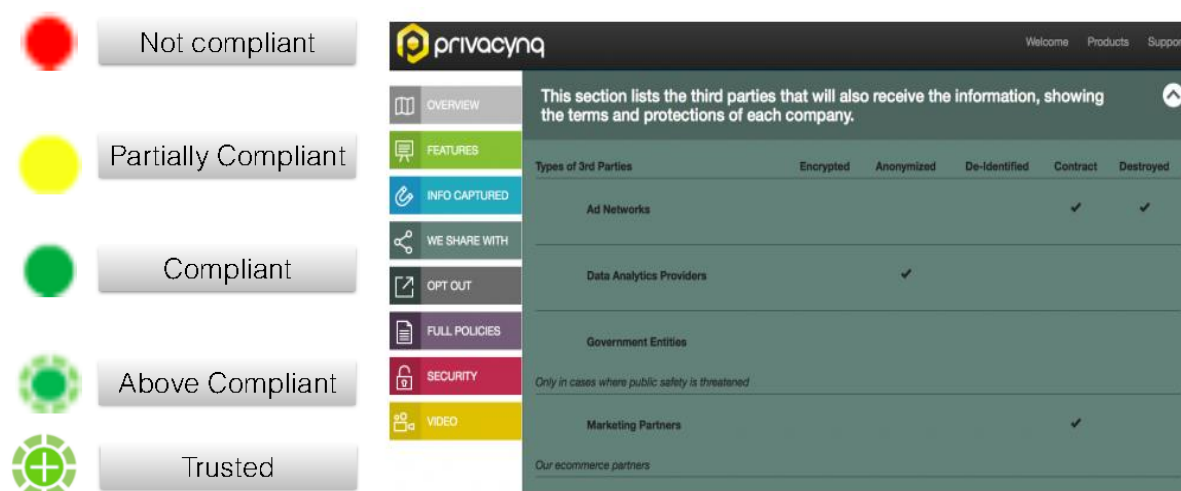 Not compliant
Partially Compliant
Compliant
Above Compliant
Trusted
privacynq
Welcome Products Suppor
OVERVIEW
FEATURES
INFO CAPTURED
WE SHARE WITH
OPT OUT
FULL POLICIES
SECURITY
VIDEO
This section lists the third parties that will also receive the information, showing
the terms and protections of each company.
Types of 3rd Parties Encrypted Anonymized De-Identified Contract Destroyed
Ad Networks
Data Analytics Providers
Government Entities
Only in cases where public safety is threatened
Marketing Partners
Our ecommerce partners